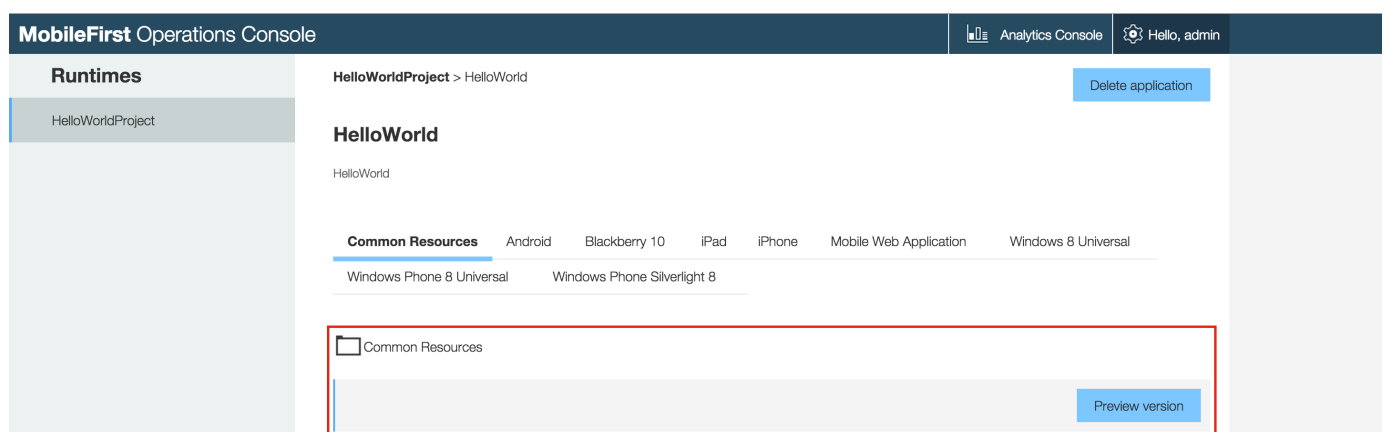 MobileFirst Operations Console
Analytics Console
Hello, admin
Runtimes
HelloWorldProject
HelloWorldProject > HelloWorld
Delete application
HelloWorld
HelloWorld
Common Resources Android Blackberry 10 iPad iPhone Mobile Web Application Windows 8 Universal
Windows Phone 8 Universal Windows Phone Silverlight 8
Common Resources
Preview version